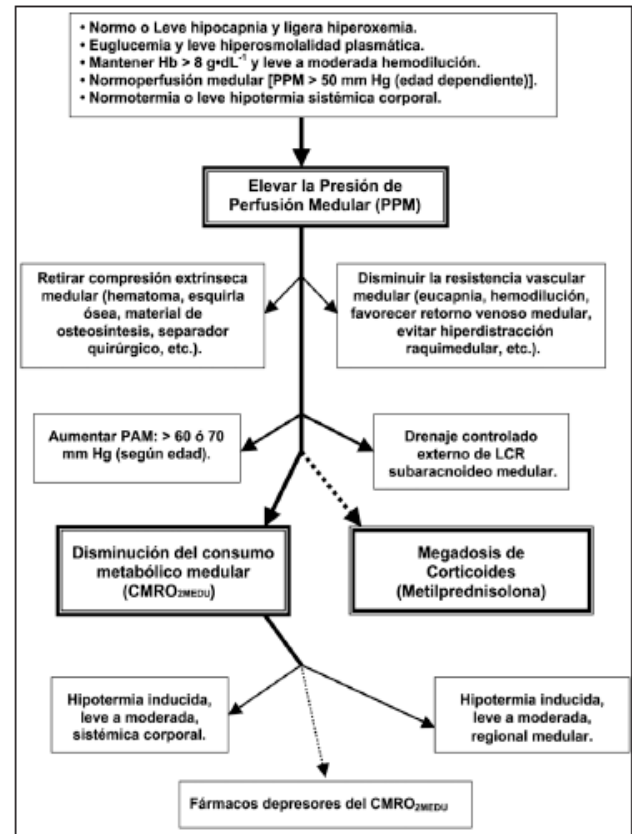 • Normo o Leve hipocapnia y ligera hiperoxemia.
• Euglucemia y leve hiperosmolalidad plasmática.
• Mantener Hb > 8 g•dL⁻¹ y leve a moderada hemodilución.
• Normoperfusión medular [PPM > 50 mm Hg (edad dependiente)].
• Normotermia o leve hipotermia sistémica corporal.
Elevar la Presión de
Perfusión Medular (PPM)
Retirar compresión extrínseca
medular (hematoma, esquirla
ósea, material de
osteosíntesis, separador
quirúrgico, etc.).
Disminuir la resistencia vascular
medular (eucapnia, hemodilución,
favorecer retorno venoso medular,
evitar hiperdistracción
raquimedular, etc.).
Aumentar PAM: > 60 ó 70
mm Hg (según edad).
Drenaje controlado
externo de LCR
subaracnoideo medular.
Disminución del consumo
metabólico medular
(CMRO₂MEDU)
Megadosis de
Corticoides
(Metilprednisolona)
Hipotermia inducida,
leve a moderada,
sistémica corporal.
Hipotermia inducida,
leve a moderada,
regional medular.
Fármacos depresores del CMRO₂MEDU